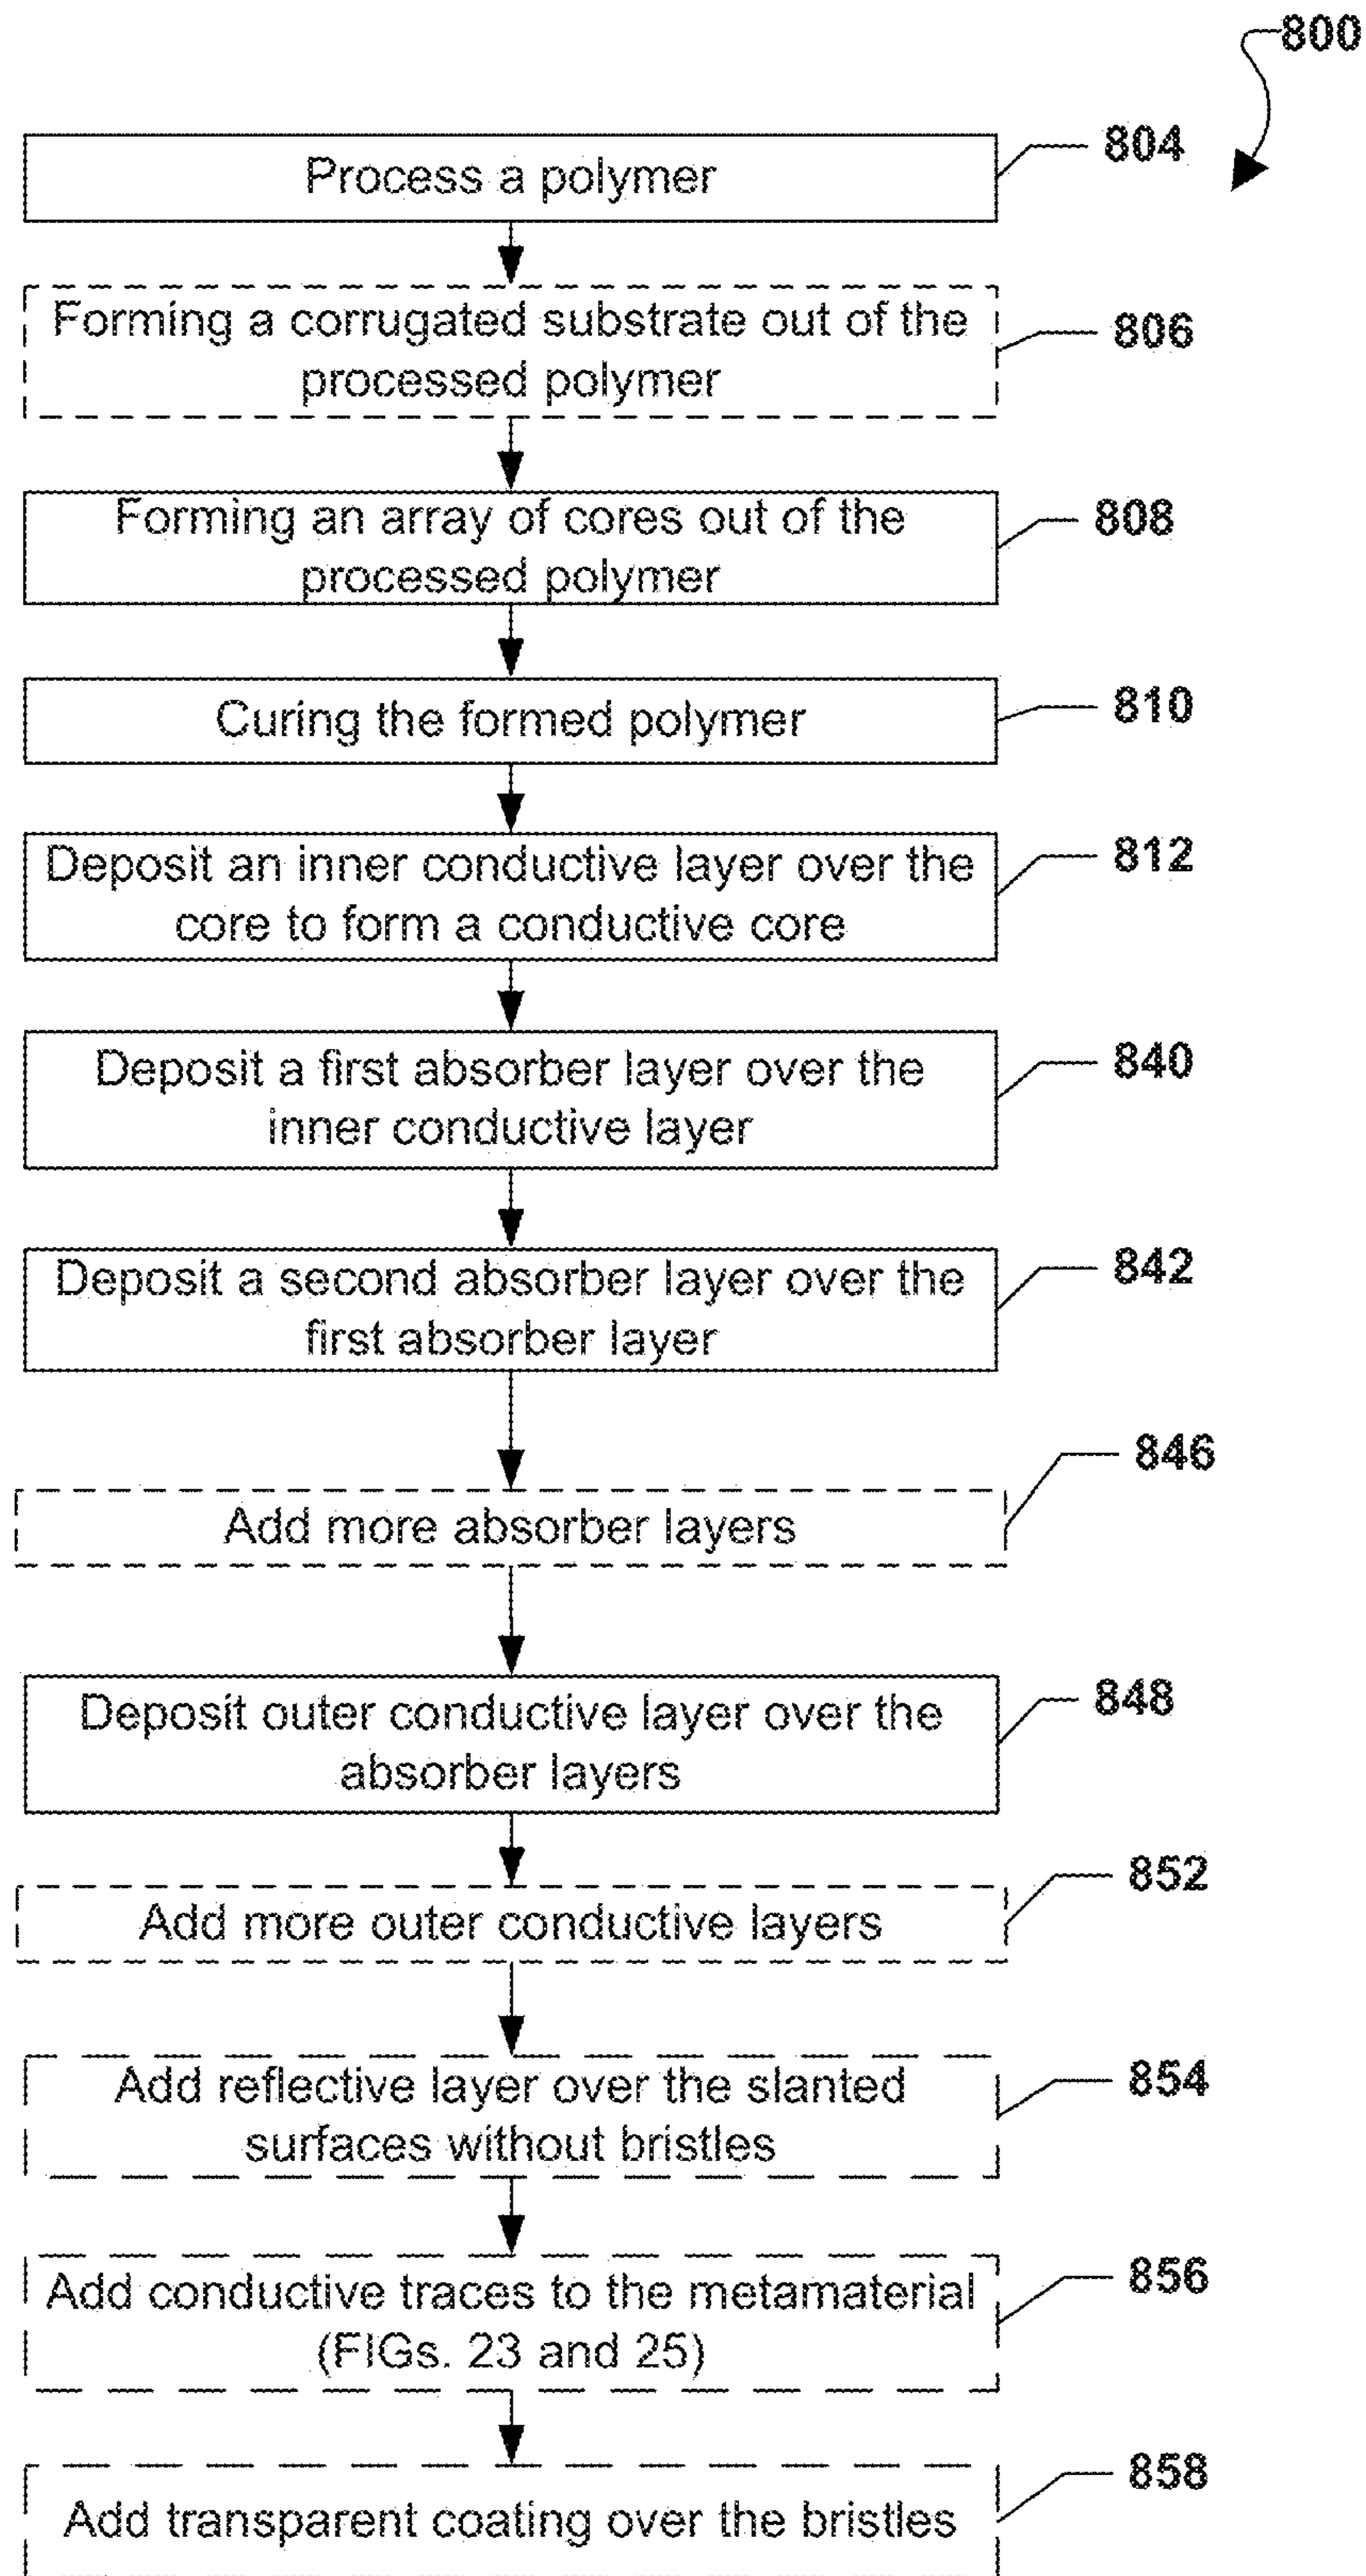 800
Process a polymer
804
Forming a corrugated substrate out of the
processed polymer
806
Forming an array of cores out of the
processed polymer
808
Curing the formed polymer
810
Deposit an inner conductive layer over the
core to form a conductive core
812
Deposit a first absorber layer over the
inner conductive layer
840
Deposit a second absorber layer over the
first absorber layer
842
Add more absorber layers
846
Deposit outer conductive layer over the
absorber layers
848
Add more outer conductive layers
852
Add reflective layer over the slanted
surfaces without bristles
854
Add conductive traces to the metamaterial
(FIGs. 23 and 25)
856
Add transparent coating over the bristles
858